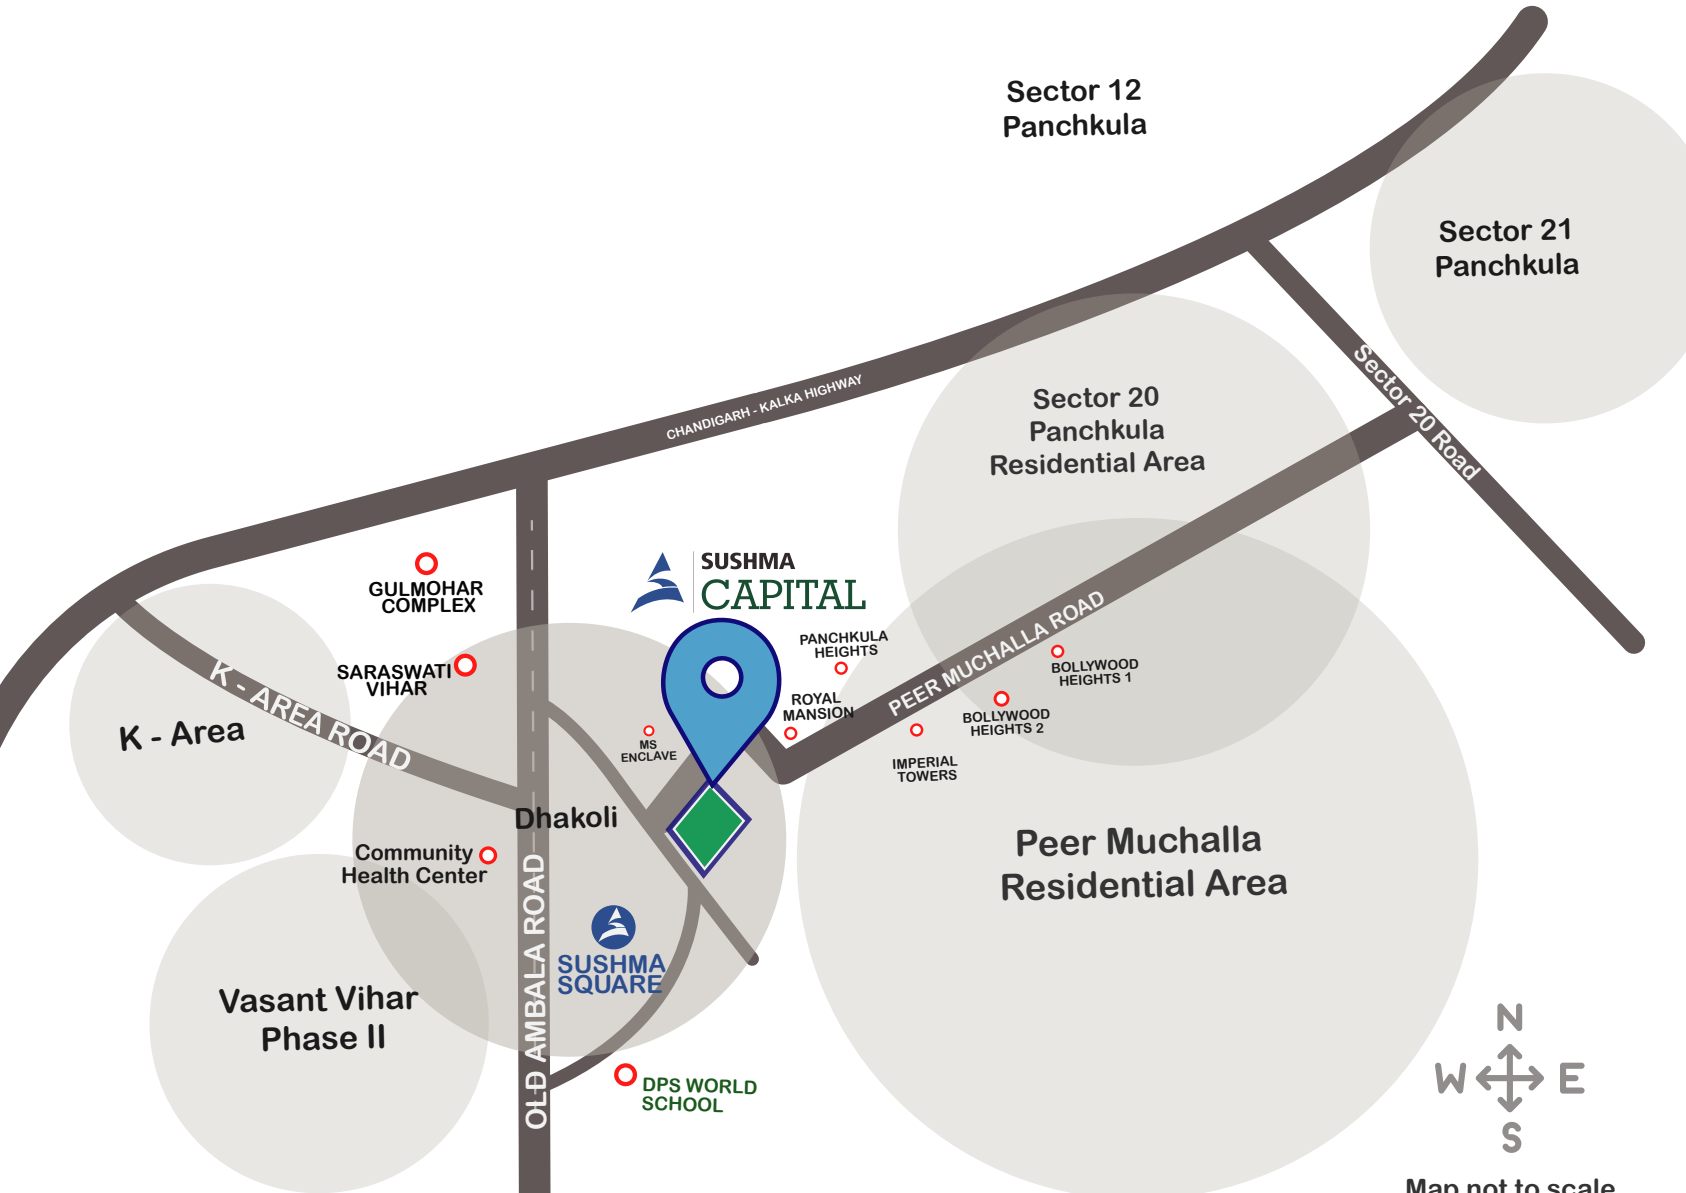 Sector 12
Panchkula
Sector 21
Panchkula
CHANDIGARH - KALKA HIGHWAY
Sector 20 Road
Sector 20
Panchkula
Residential Area
SUSHMA
CAPITAL
GULMOHAR
COMPLEX
SARASWATI
VIHAR
PANCHKULA
HEIGHTS
ROYAL
MANSION
PEER MUCHALLA ROAD
BOLLYWOOD
HEIGHTS 1
BOLLYWOOD
HEIGHTS 2
MS
ENCLAVE
IMPERIAL
TOWERS
K - AREA ROAD
K - Area
Dhakoli
Community
Health Center
Peer Muchalla
Residential Area
OLD AMBALA ROAD
SUSHMA
SQUARE
Vasant Vihar
Phase II
DPS WORLD
SCHOOL
N
W E
S
Map not to scale